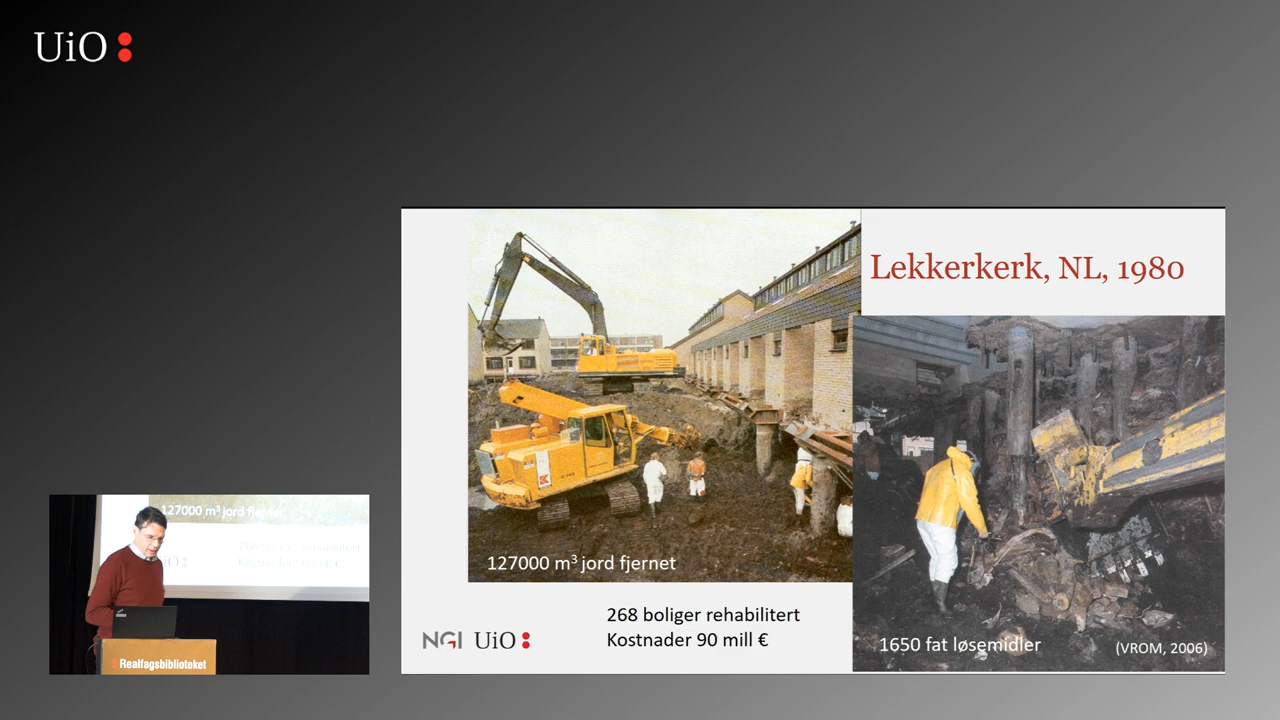 UiO
Lekkerkerk, NL, 1980
127000 m³ jord fjernet
268 boliger rehabilitert
Kostnader 90 mill €
1650 fat løsemidler
(VROM, 2006)
NGI UiO
127000 m³ jord fjernet
Realfagsbiblioteket